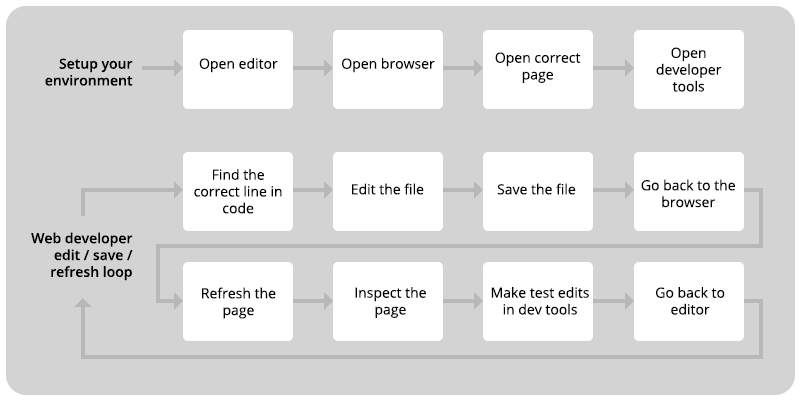 Setup your
environment
Open editor
Open browser
Open correct
page
Open
developer
tools
Web developer
edit / save /
refresh loop
Find the
correct line in
code
Edit the file
Save the file
Go back to the
browser
Refresh the
page
Inspect the
page
Make test edits
in dev tools
Go back to
editor